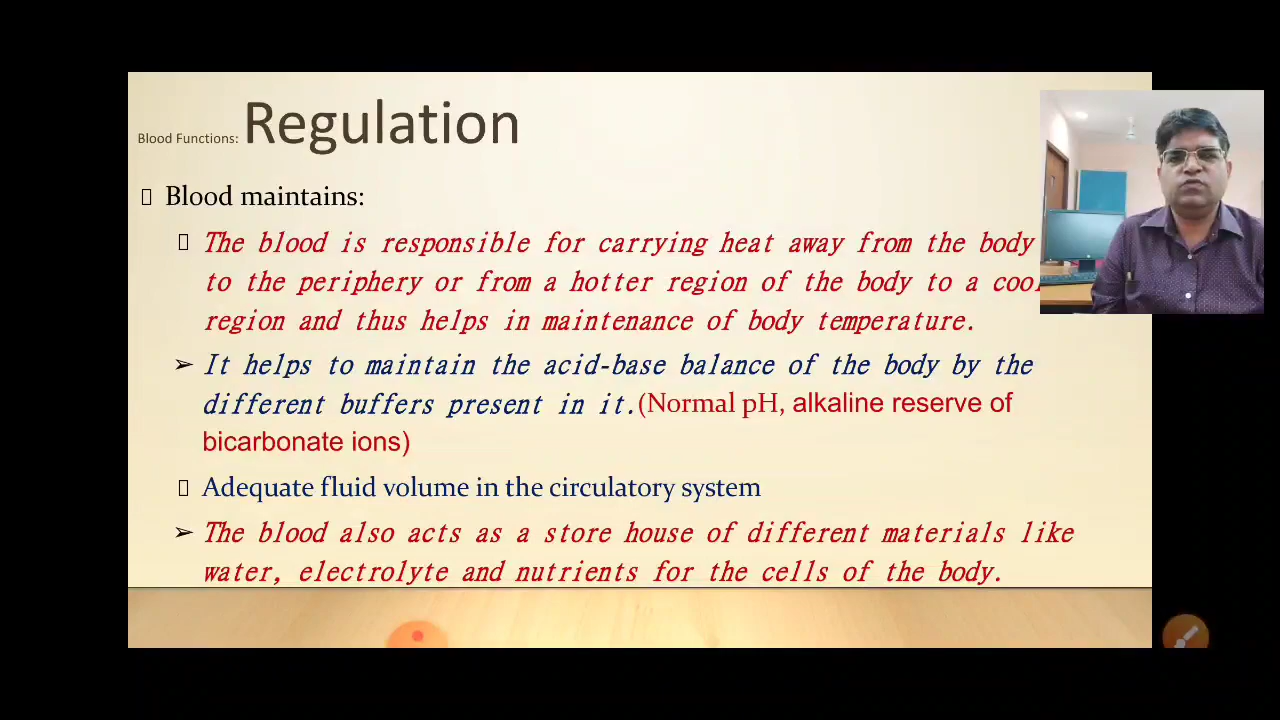 Blood Functions: Regulation
Blood maintains:
The blood is responsible for carrying heat away from the body
to the periphery or from a hotter region of the body to a
region and thus helps in maintenance of body temperature.
➢ It helps to maintain the acid-base balance of the body by the
different buffers present in it.(Normal pH, alkaline reserve of
bicarbonate ions)
Adequate fluid volume in the circulatory system
➢ The blood also acts as a store house of different materials like
water, electrolyte and nutrients for the cells of the body.